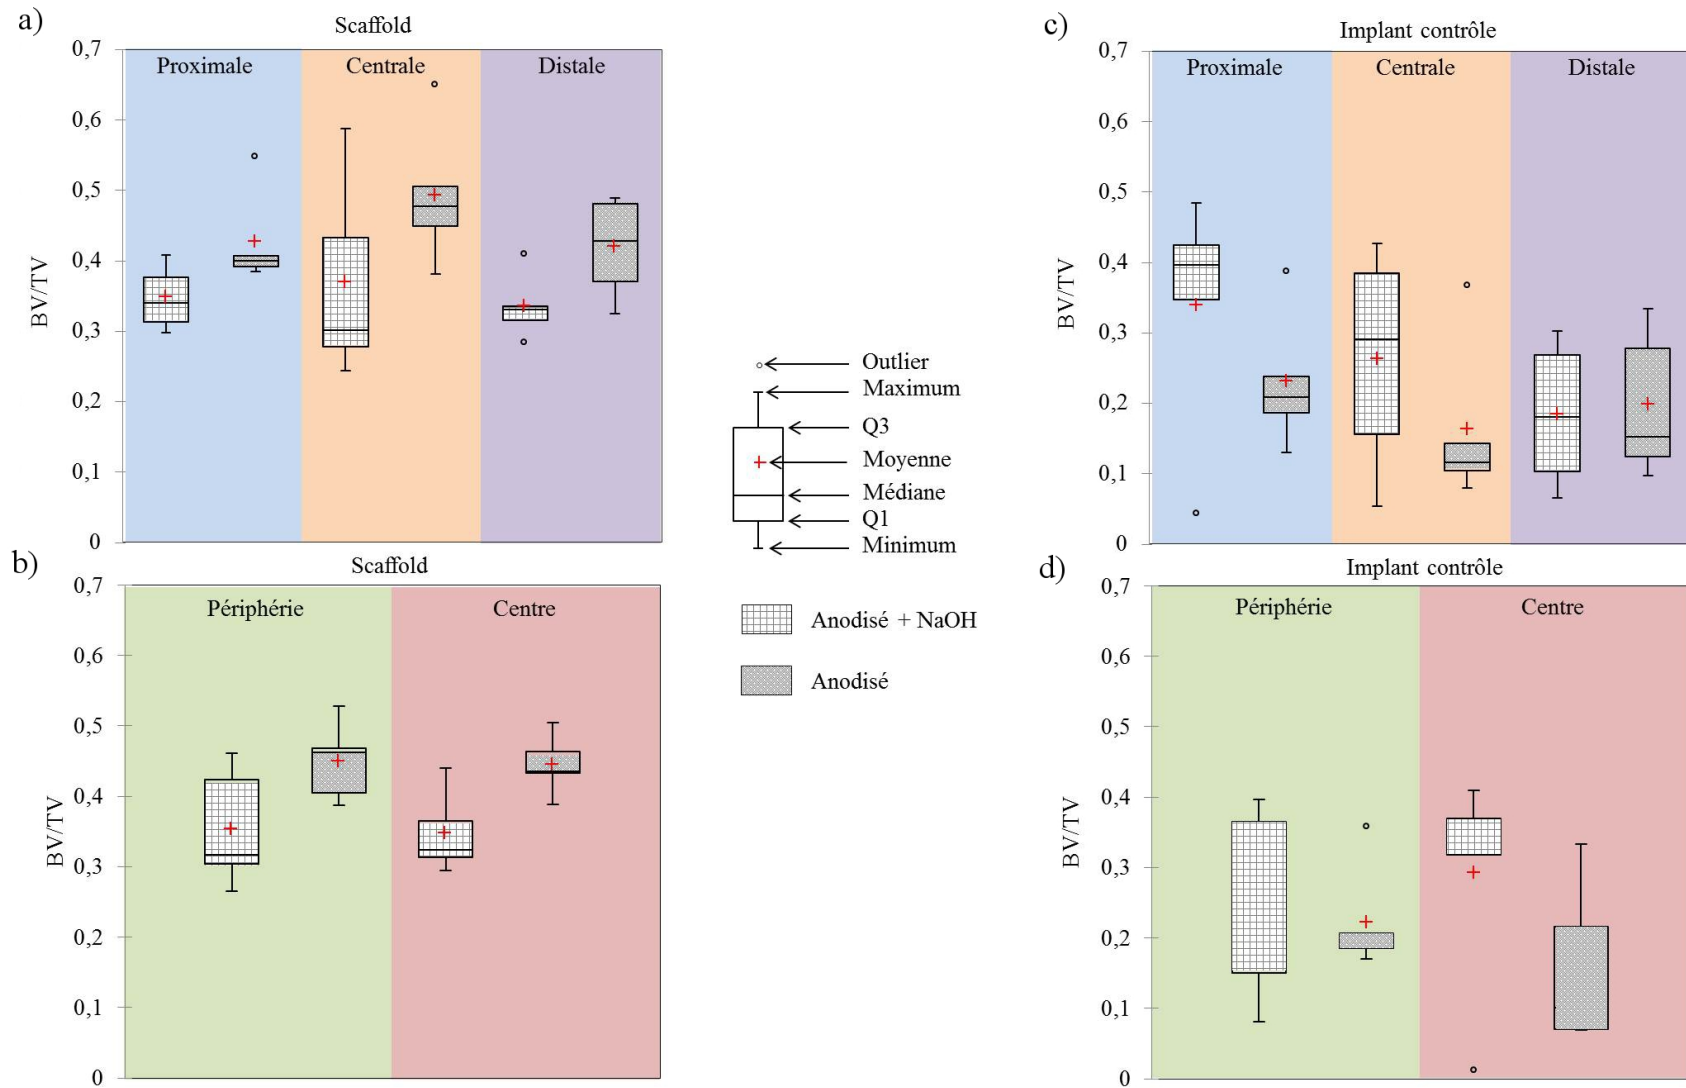 a)
Scaffold
Proximale
Centrale
Distale
BV/TV
0,7
0,6
0,5
0,4
0,3
0,2
0,1
0
b)
Scaffold
Périphérie
Centre
BV/TV
0,7
0,6
0,5
0,4
0,3
0,2
0,1
0
Outlier
Maximum
Q3
Moyenne
Médiane
Q1
Minimum
Anodisé + NaOH
Anodisé
c)
Implant contrôle
Proximale
Centrale
Distale
BV/TV
0,7
0,6
0,5
0,4
0,3
0,2
0,1
0
d)
Implant contrôle
Périphérie
Centre
BV/TV
0,7
0,6
0,5
0,4
0,3
0,2
0,1
0